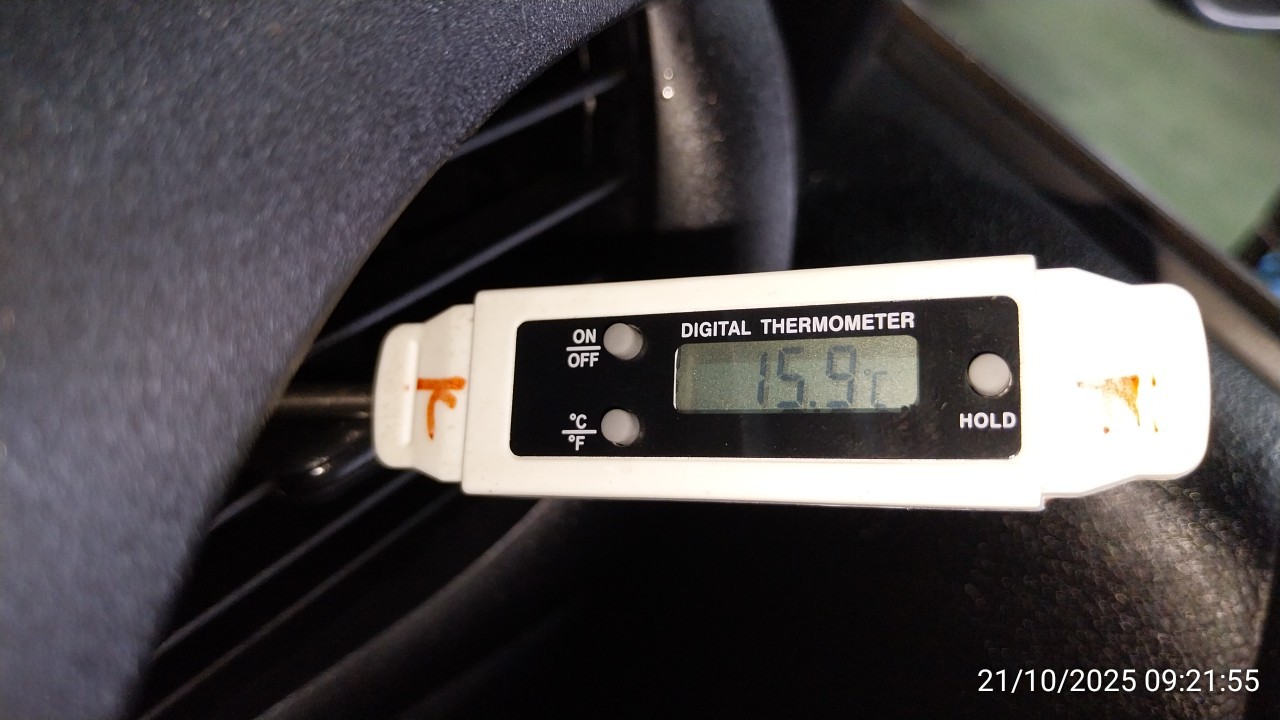 DIGITAL THERMOMETER
ON
OFF
15.9°C
°C
°F
HOLD
21/10/2025 09:21:55